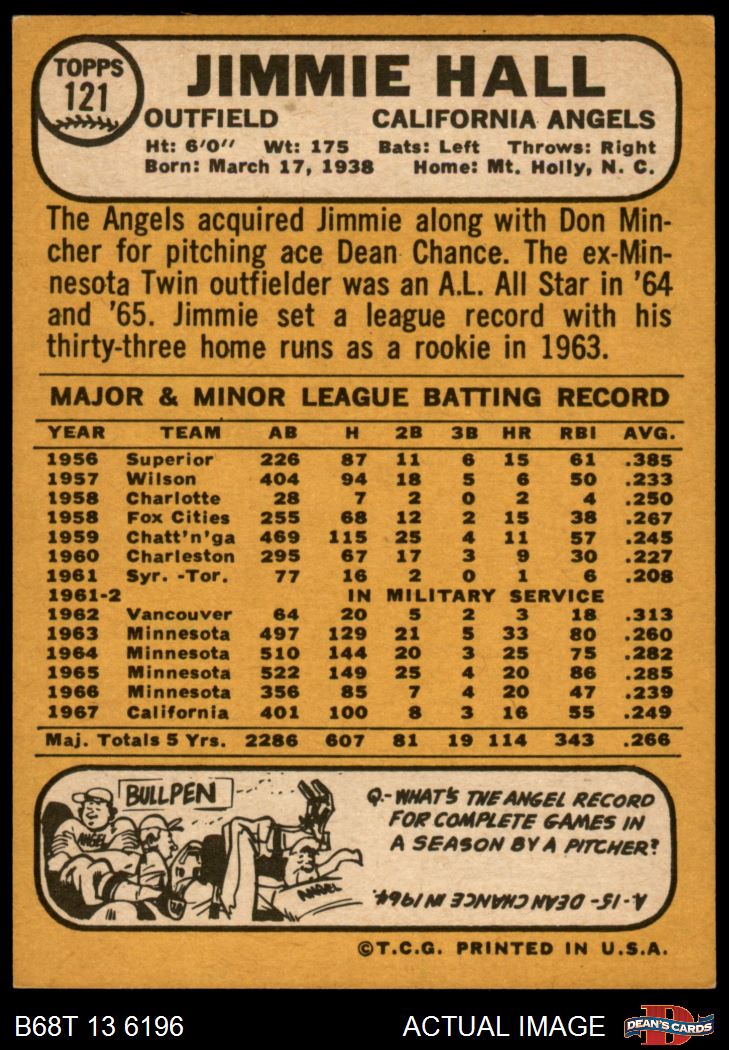 TOPPS
121
JIMMIE HALL
OUTFIELD CALIFORNIA ANGELS
Ht: 6'0'' Wt: 175 Bats: Left Throws: Right
Born: March 17, 1938 Home: Mt. Holly, N. C.
The Angels acquired Jimmie along with Don Min-
cher for pitching ace Dean Chance. The ex-Min-
nesota Twin outfielder was an A.L. All Star in '64
and '65. Jimmie set a league record with his
thirty-three home runs as a rookie in 1963.
MAJOR & MINOR LEAGUE BATTING RECORD
YEAR TEAM AB H 2B 3B HR RBI AVG.
1956 Superior 226 87 11 6 15 61 .385
1957 Wilson 404 94 18 5 6 50 .233
1958 Charlotte 28 7 2 0 2 4 .250
1958 Fox Cities 255 68 12 2 15 38 .267
1959 Chatt'n'ga 469 115 25 4 11 57 .245
1960 Charleston 295 67 17 3 9 30 .227
1961 Syr. -Tor. 77 16 2 0 1 6 .208
1961-2 IN MILITARY SERVICE
1962 Vancouver 64 20 5 2 3 18 .313
1963 Minnesota 497 129 21 5 33 80 .260
1964 Minnesota 510 144 20 3 25 75 .282
1965 Minnesota 522 149 25 4 20 86 .285
1966 Minnesota 356 85 7 4 20 47 .239
1967 California 401 100 8 3 16 55 .249
Maj. Totals 5 Yrs. 2286 607 81 19 114 343 .266
BULLPEN
ANGEL
ANGEL
Q.-WHAT'S THE ANGEL RECORD
FOR COMPLETE GAMES IN
A SEASON BY A PITCHER?
A.-15-DEAN CHANCE IN 1964.
©T.C.G. PRINTED IN U.S.A.
B68T 13 6196 ACTUAL IMAGE DEAN'S CARDS